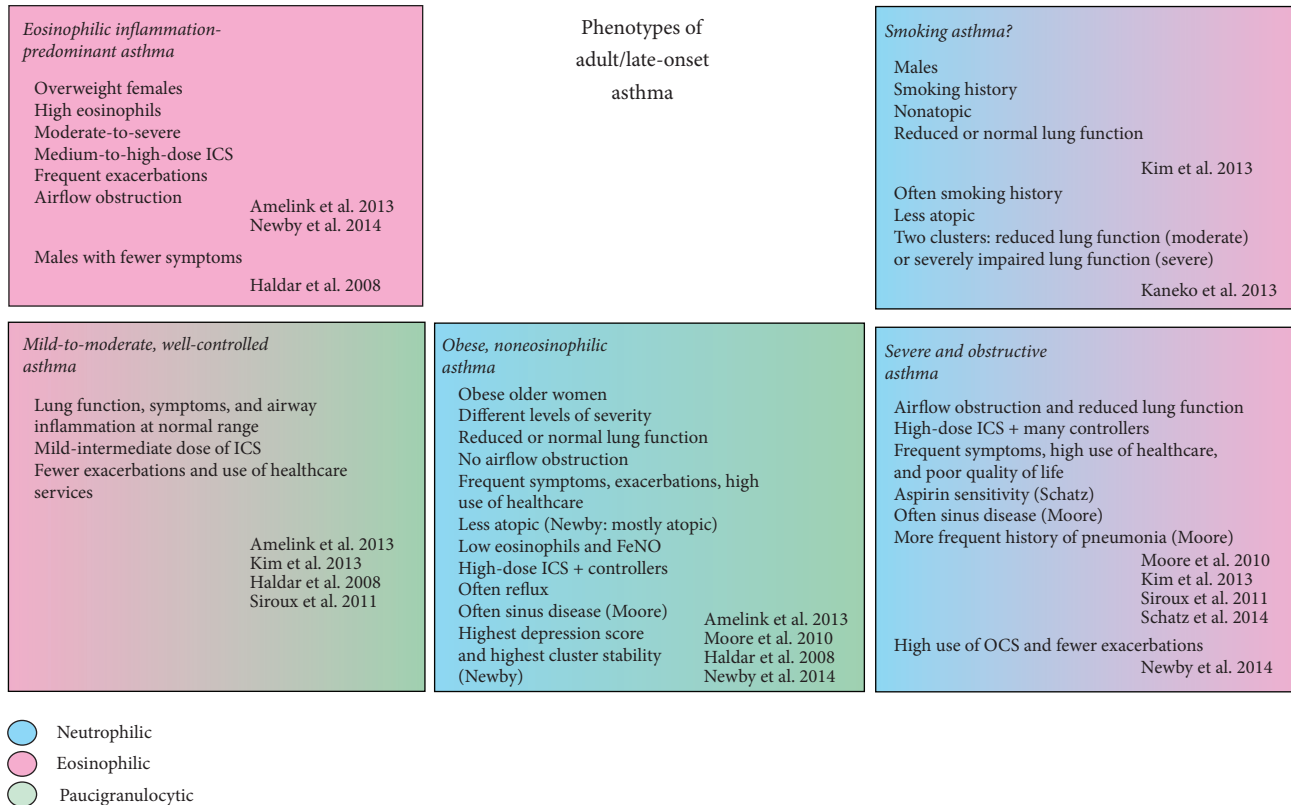 Eosinophilic inflammation-
predominant asthma
Overweight females
High eosinophils
Moderate-to-severe
Medium-to-high-dose ICS
Frequent exacerbations
Airflow obstruction
Amelink et al. 2013
Newby et al. 2014
Males with fewer symptoms
Haldar et al. 2008
Phenotypes of
adult/late-onset
asthma
Smoking asthma?
Males
Smoking history
Nonatopic
Reduced or normal lung function
Kim et al. 2013
Often smoking history
Less atopic
Two clusters: reduced lung function (moderate)
or severely impaired lung function (severe)
Kaneko et al. 2013
Mild-to-moderate, well-controlled
asthma
Lung function, symptoms, and airway
inflammation at normal range
Mild-intermediate dose of ICS
Fewer exacerbations and use of healthcare
services
Amelink et al. 2013
Kim et al. 2013
Haldar et al. 2008
Siroux et al. 2011
Obese, noneosinophilic
asthma
Obese older women
Different levels of severity
Reduced or normal lung function
No airflow obstruction
Frequent symptoms, exacerbations, high
use of healthcare
Less atopic (Newby: mostly atopic)
Low eosinophils and FeNO
High-dose ICS + controllers
Often reflux
Often sinus disease (Moore)
Highest depression score
and highest cluster stability
(Newby)
Amelink et al. 2013
Moore et al. 2010
Haldar et al. 2008
Newby et al. 2014
Severe and obstructive
asthma
Airflow obstruction and reduced lung function
High-dose ICS + many controllers
Frequent symptoms, high use of healthcare,
and poor quality of life
Aspirin sensitivity (Schatz)
Often sinus disease (Moore)
More frequent history of pneumonia (Moore)
Moore et al. 2010
Kim et al. 2013
Siroux et al. 2011
Schatz et al. 2014
High use of OCS and fewer exacerbations
Newby et al. 2014
Neutrophilic
Eosinophilic
Paucigranulocytic